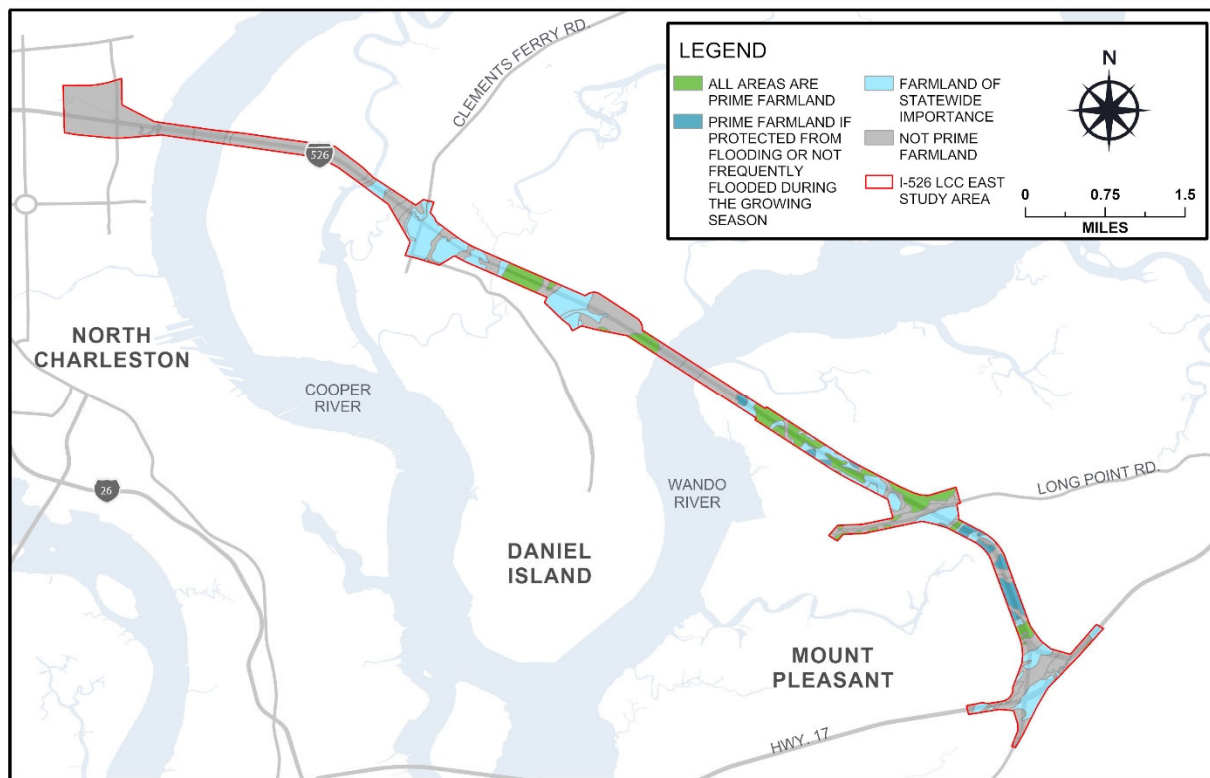 CLEMENTS FERRY RD.
LEGEND
ALL AREAS ARE
PRIME FARMLAND
PRIME FARMLAND IF
PROTECTED FROM
FLOODING OR NOT
FREQUENTLY
FLOODED DURING
THE GROWING
SEASON
FARMLAND OF
STATEWIDE
IMPORTANCE
NOT PRIME
FARMLAND
I-526 LCC EAST
STUDY AREA
N
0 0.75 1.5
MILES
526
NORTH
CHARLESTON
COOPER
RIVER
26
WANDO
RIVER
LONG POINT RD.
DANIEL
ISLAND
MOUNT
PLEASANT
HWY. 17